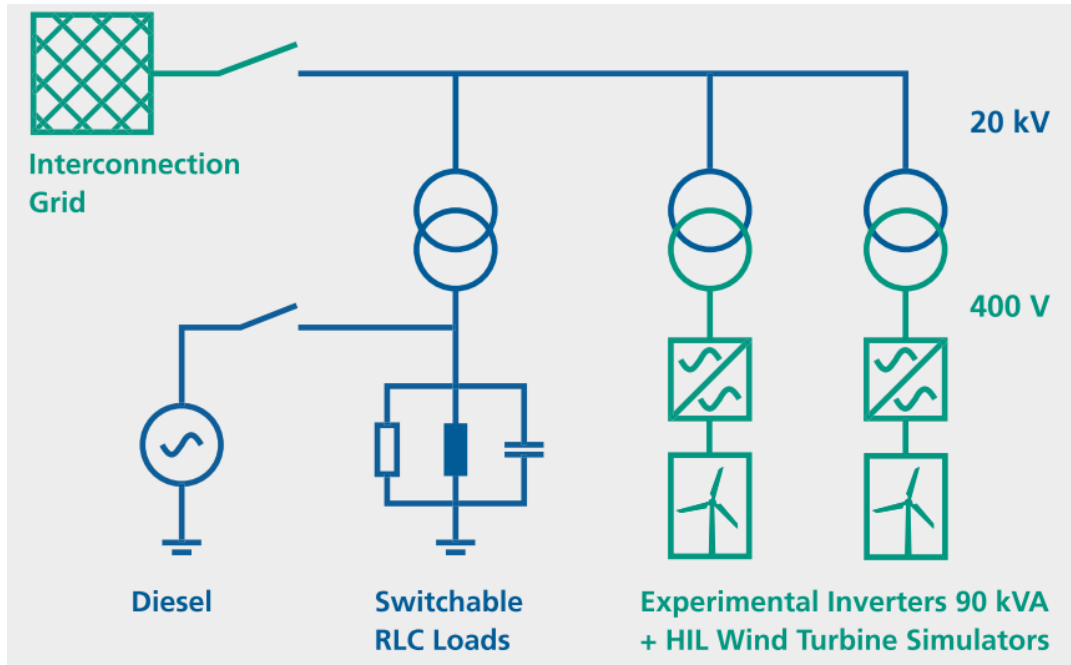 20 kV
Interconnection
Grid
400 V
Diesel
Switchable
RLC Loads
Experimental Inverters 90 kVA
+ HIL Wind Turbine Simulators